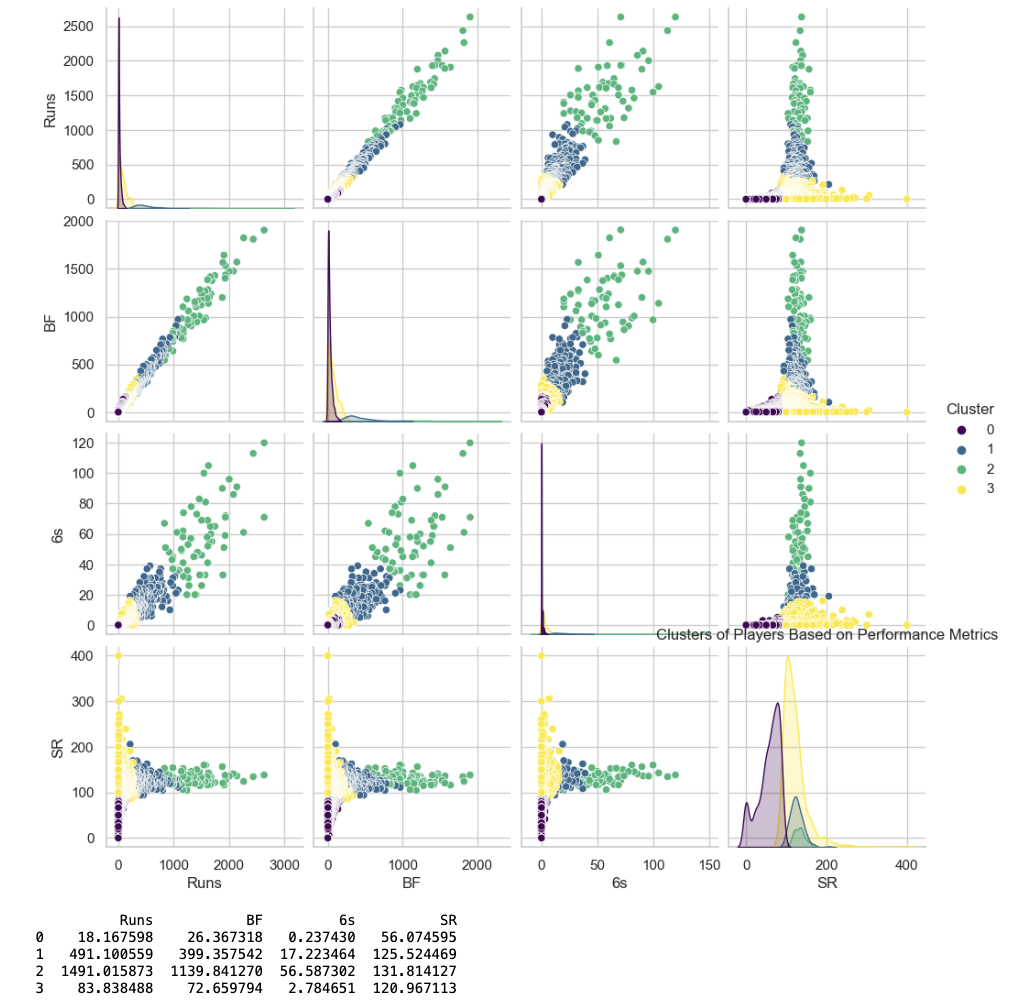 2500
2000
1500
1000
500
0
Runs
2000
1500
1000
500
0
BF
Cluster
0
1
2
3
120
100
80
60
40
20
0
6s
Clusters of Players Based on Performance Metrics
400
300
200
100
0
SR
0 1000 2000 3000 0 1000 2000 0 50 100 150 0 200 400
Runs BF 6s SR
Runs BF 6s SR
0 18.167598 26.367318 0.237430 56.074595
1 491.100559 399.357542 17.223464 125.524469
2 1491.015873 1139.841270 56.587302 131.814127
3 83.838488 72.659794 2.784651 120.967113